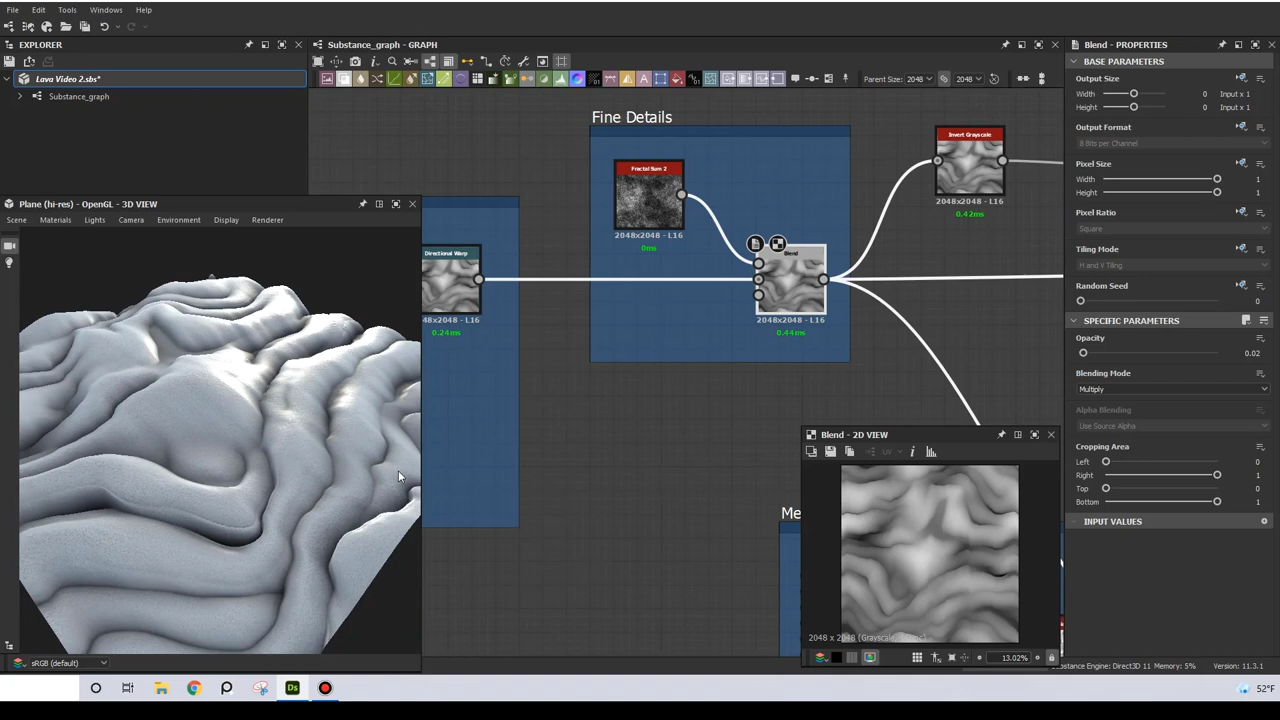 File Edit Tools Windows Help
EXPLORER
Lava Video 2.sbs*
Substance_graph
Substance_graph - GRAPH
Parent Size: 2048 2048
Fine Details
Fractal Sum 2
2048x2048 - L16
0ms
Directional Warp
48x2048 - L16
0.24ms
Blend
2048x2048 - L16
0.44ms
Invert Grayscale
2048x2048 - L16
0.42ms
Me
Plane (hi-res) - OpenGL - 3D VIEW
Scene Materials Lights Camera Environment Display Renderer
sRGB (default)
Blend - 2D VIEW
UV
2048 x 2048 (Grayscale,
13.02%
Blend - PROPERTIES
BASE PARAMETERS
Output Size
Width 0 Input x 1
Height 0 Input x 1
Output Format
8 Bits per Channel
Pixel Size
Width 1
Height 1
Pixel Ratio
Square
Tiling Mode
H and V Tiling
Random Seed
0
SPECIFIC PARAMETERS
Opacity
0.02
Blending Mode
Multiply
Alpha Blending
Use Source Alpha
Cropping Area
Left 0
Right 1
Top 0
Bottom 1
INPUT VALUES
Substance Engine: Direct3D 11 Memory: 5% Version: 11.3.1
Ds
52°F